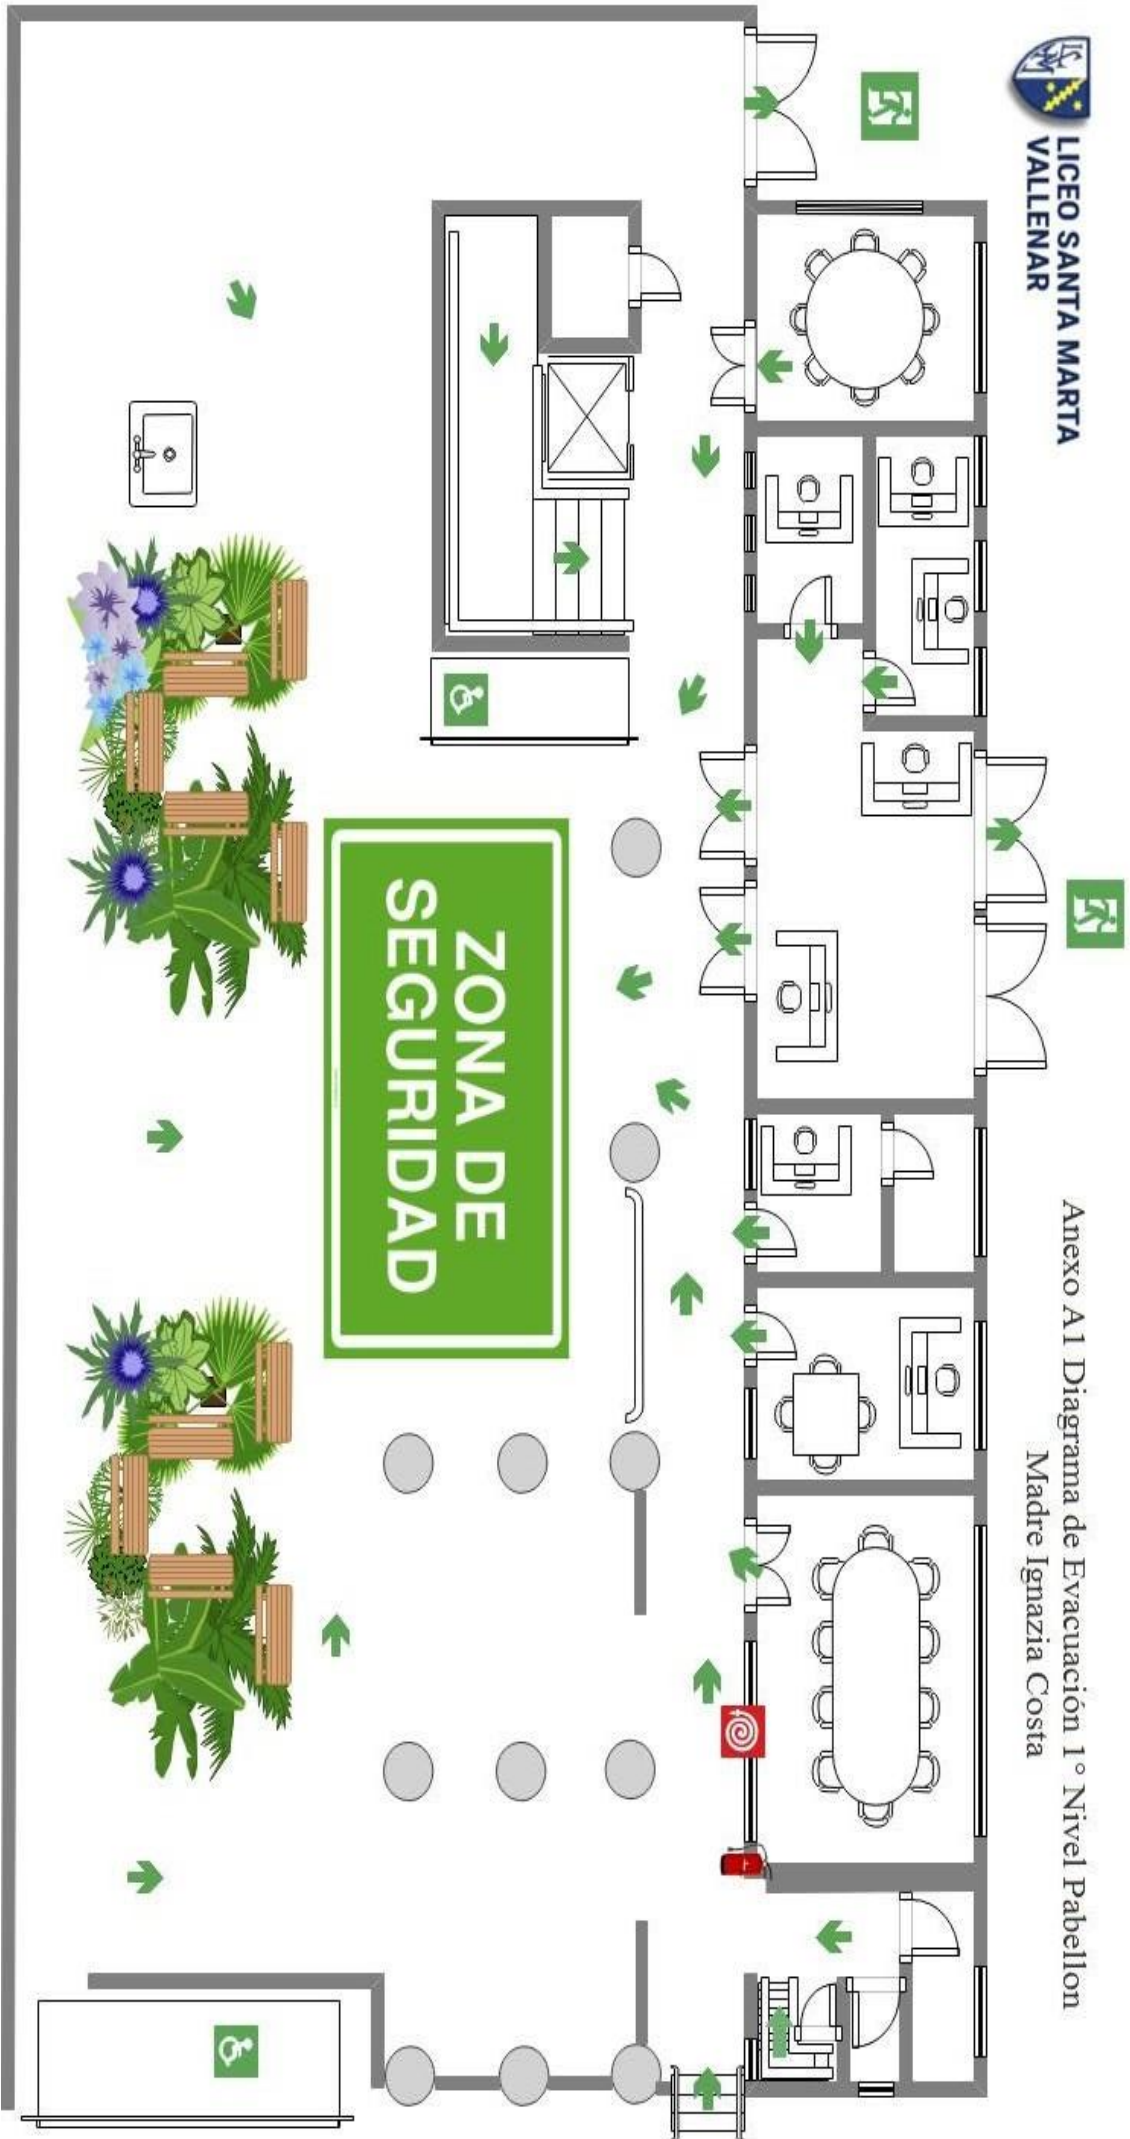 LICEO SANTA MARTA
VALLENAR
Anexo A1 Diagrama de Evacuación 1° Nivel Pabellon
Madre Ignazia Costa
ZONA DE
SEGURIDAD